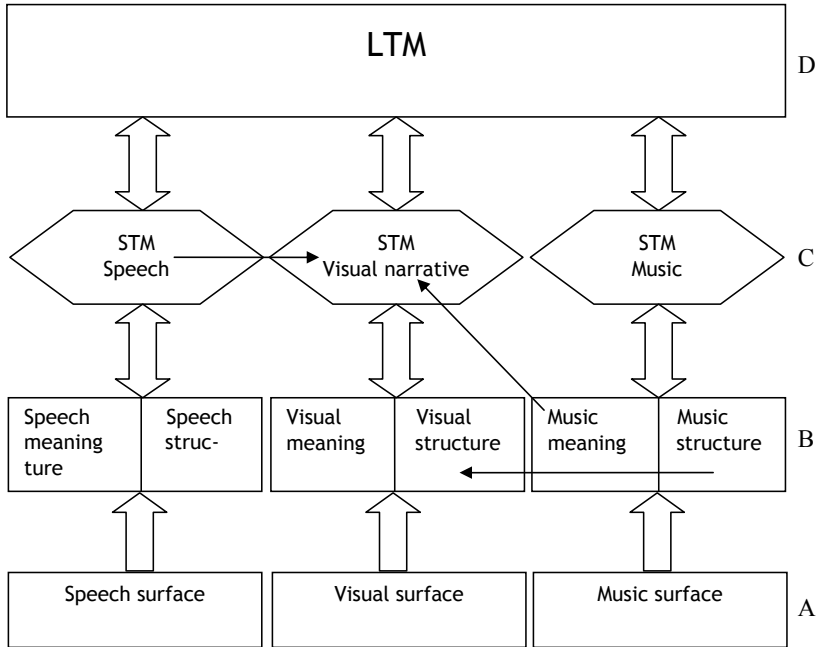 LTM
D
STM
Speech
STM
Visual narrative
STM
Music
C
Speech
meaning
ture
Speech
struc-
Visual
meaning
Visual
structure
Music
meaning
Music
structure
B
Speech surface
Visual surface
Music surface
A